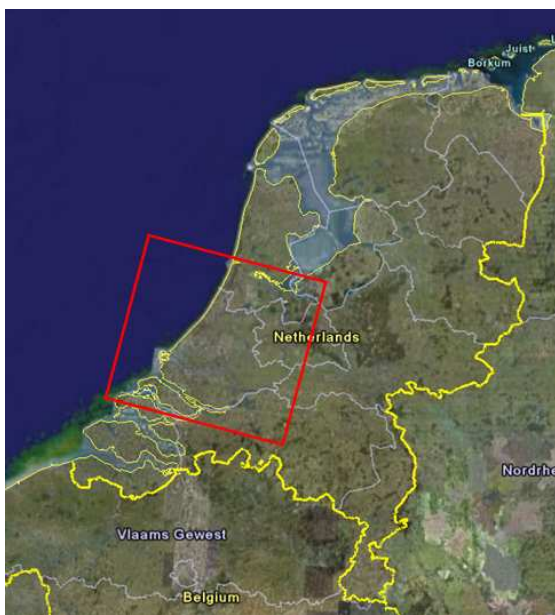 Juist
Borkum
Netherlands
Nordrhe
Vlaams Gewest
Belgium